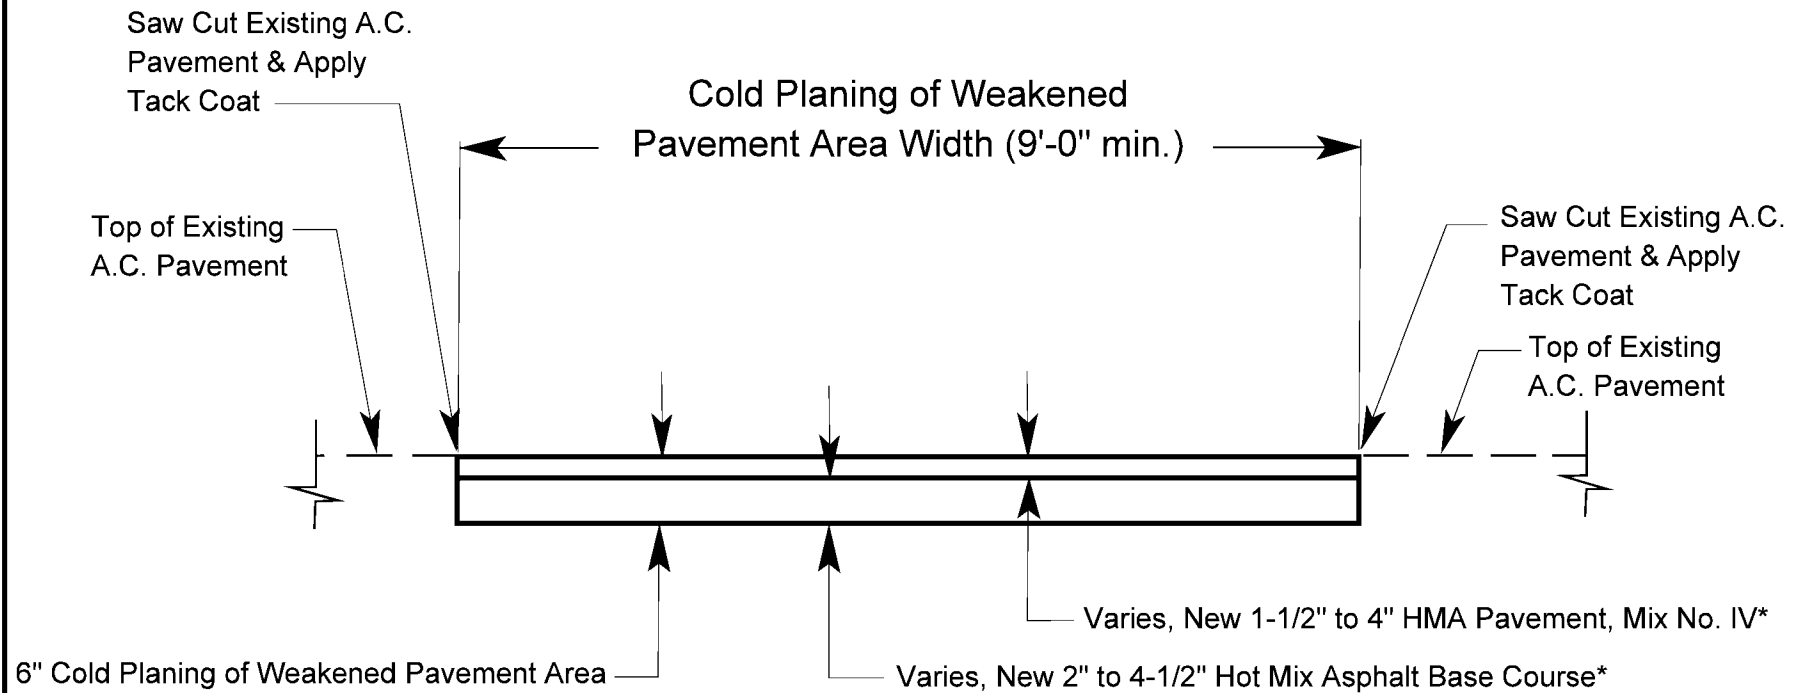 Saw Cut Existing A.C.
Pavement & Apply
Tack Coat
Cold Planing of Weakened
Pavement Area Width (9'-0" min.)
Top of Existing
A.C. Pavement
Saw Cut Existing A.C.
Pavement & Apply
Tack Coat
Top of Existing
A.C. Pavement
Varies, New 1-1/2" to 4" HMA Pavement, Mix No. IV*
6" Cold Planing of Weakened Pavement Area
Varies, New 2" to 4-1/2" Hot Mix Asphalt Base Course*